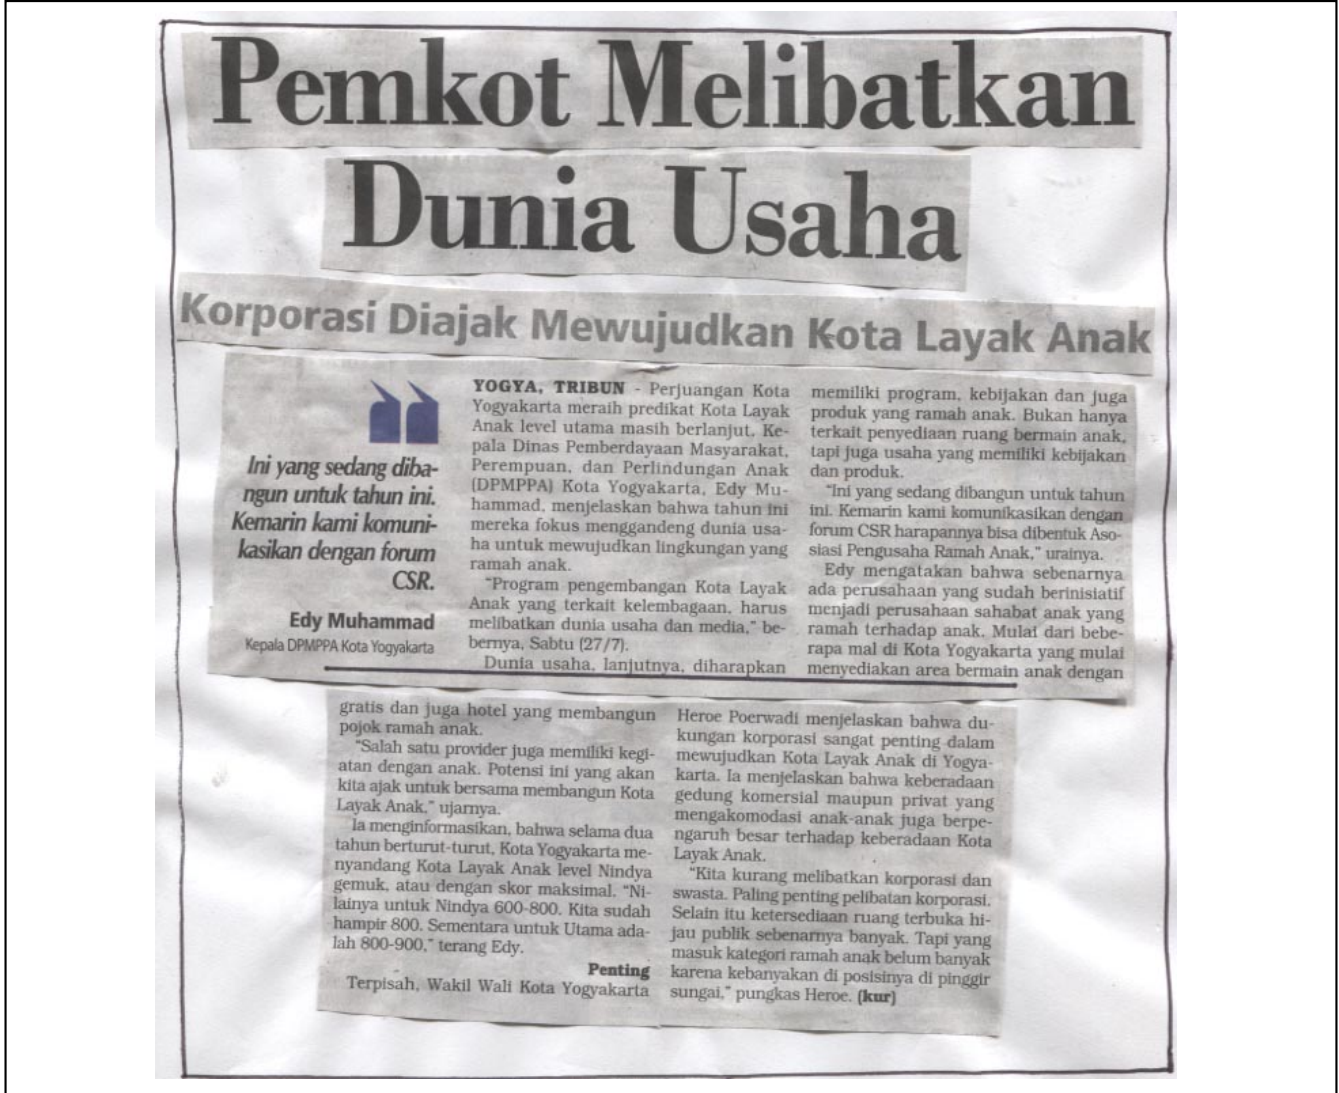 Pemkot Melibatkan
Dunia Usaha
Korporasi Diajak Mewujudkan Kota Layak Anak
Ini yang sedang diba-
ngun untuk tahun ini.
Kemarin kami komuni-
kasikan dengan forum
CSR.
Edy Muhammad
Kepala DPMPPA Kota Yogyakarta
YOGYA, TRIBUN - Perjuangan Kota
Yogyakarta meraih predikat Kota Layak
Anak level utama masih berlanjut. Ke-
pala Dinas Pemberdayaan Masyarakat,
Perempuan, dan Perlindungan Anak
(DPMPPA) Kota Yogyakarta, Edy Mu-
hammad, menjelaskan bahwa tahun ini
mereka fokus menggandeng dunia usa-
ha untuk mewujudkan lingkungan yang
ramah anak.
"Program pengembangan Kota Layak
Anak yang terkait kelembagaan, harus
melibatkan dunia usaha dan media," be-
bernya, Sabtu (27/7).
Dunia usaha, lanjutnya, diharapkan
memiliki program, kebijakan dan juga
produk yang ramah anak. Bukan hanya
terkait penyediaan ruang bermain anak,
tapi juga usaha yang memiliki kebijakan
dan produk.
"Ini yang sedang dibangun untuk tahun
ini. Kemarin kami komunikasikan dengan
forum CSR harapannya bisa dibentuk Aso-
siasi Pengusaha Ramah Anak," urainya.
Edy mengatakan bahwa sebenarnya
ada perusahaan yang sudah berinisiatif
menjadi perusahaan sahabat anak yang
ramah terhadap anak. Mulai dari bebe-
rapa mal di Kota Yogyakarta yang mulai
menyediakan area bermain anak dengan
gratis dan juga hotel yang membangun
pojok ramah anak.
"Salah satu provider juga memiliki kegi-
atan dengan anak. Potensi ini yang akan
kita ajak untuk bersama membangun Kota
Layak Anak," ujarnya.
Ia menginformasikan, bahwa selama dua
tahun berturut-turut, Kota Yogyakarta me-
nyandang Kota Layak Anak level Nindya
gemuk, atau dengan skor maksimal. "Ni-
lainya untuk Nindya 600-800. Kita sudah
hampir 800. Sementara untuk Utama ada-
lah 800-900," terang Edy.
Penting
Terpisah, Wakil Wali Kota Yogyakarta
Heroe Poerwadi menjelaskan bahwa du-
kungan korporasi sangat penting dalam
mewujudkan Kota Layak Anak di Yogya-
karta. Ia menjelaskan bahwa keberadaan
gedung komersial maupun privat yang
mengakomodasi anak-anak juga berpe-
ngaruh besar terhadap keberadaan Kota
Layak Anak.
"Kita kurang melibatkan korporasi dan
swasta. Paling penting pelibatan korporasi.
Selain itu ketersediaan ruang terbuka hi-
jau publik sebenarnya banyak. Tapi yang
masuk kategori ramah anak belum banyak
karena kebanyakan di posisinya di pinggir
sungai," pungkas Heroe. (kur)